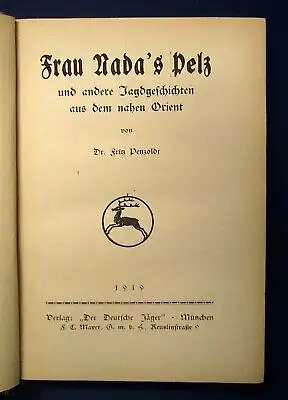 Frau Nada's Pelz
und andere Jagdgeschichten
aus dem nahen Orient
von
Dr. Fritz Penzoldt
1919
Verlag: „Der Deutsche Jäger" · München
F. C. Mayer, G. m. b. H. Reuslinstraße 9